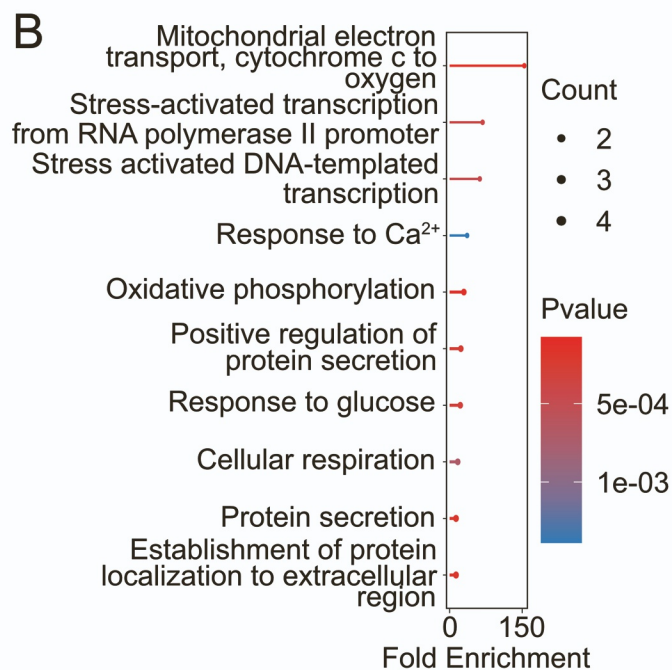 B
Mitochondrial electron
transport, cytochrome c to
oxygen
Stress-activated transcription
from RNA polymerase II promoter
Stress activated DNA-templated
transcription
Response to Ca²⁺
Oxidative phosphorylation
Positive regulation of
protein secretion
Response to glucose
Cellular respiration
Protein secretion
Establishment of protein
localization to extracellular
region
0 150
Fold Enrichment
Count
2
3
4
Pvalue
5e-04
1e-03